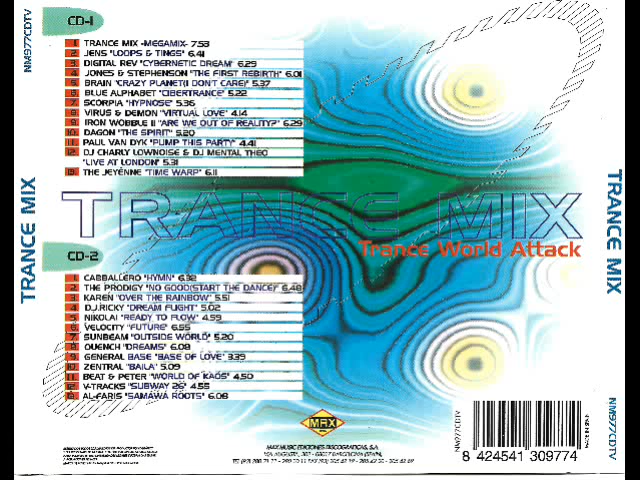 CD-1
1 TRANCE MIX -MEGAMIX- 7.53
2 JENS "LOOPS & TINGS" 6.41
3 DIGITAL REV "CYBERNETIC DREAM" 6.29
4 JONES & STEPHENSON "THE FIRST REBIRTH" 6.01
5 BRAIN "CRAZY PLANET(I DON'T CARE)" 5.37
6 BLUE ALPHABET "CIBERTRANCE" 5.22
7 SCORPIA "HYPNOSE" 5.36
8 VIRUS & DEMON "VIRTUAL LOVE" 4.14
9 IRON WOBBLE II "ARE WE OUT OF REALITY?" 6.29
10 DAGON "THE SPIRIT" 5.20
11 PAUL VAN DYK "PUMP THIS PARTY" 4.41
12 DJ CHARLY LOWNOISE & DJ MENTAL THEO
"LIVE AT LONDON" 5.31
13 THE JEYÊNNE "TIME WARP" 6.11
TRANCE MIX
Trance World Attack
CD-2
1 CABBALLERO "HYMN" 6.32
2 THE PRODIGY "NO GOOD(START THE DANCE)" 6.48
3 KAREN "OVER THE RAINBOW" 5.51
4 D.J.RICKY "DREAM FLIGHT" 5.02
5 NIKOLAI "READY TO FLOW" 4.59
6 VELOCITY "FUTURE" 6.55
7 SUNBEAM "OUTSIDE WORLD" 5.20
8 QUENCH "DREAMS" 6.08
9 GENERAL BASE "BASE OF LOVE" 3.39
10 ZENTRAL "BAILA" 5.09
11 BEAT & PETER "WORLD OF KAOS" 4.50
12 V-TRACKS "SUBWAY 26" 4.55
13 AL-FARIS "SAMAWA ROOTS" 6.08
MAX
MAX MUSIC EDICIONES DISCOGRAFICAS, S.A.
NM977CDTV
8 424541 309774
MADE IN SPAIN
NM977CDTV
TRANCE MIX
TRANCE MIX
NM977CDTV